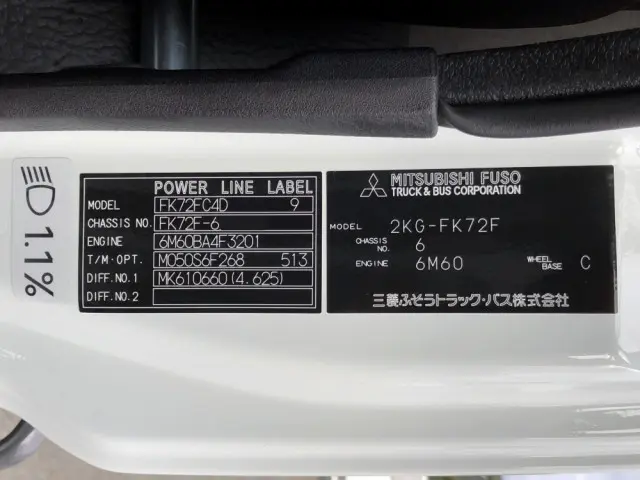 1.1%
POWER LINE LABEL
MODEL FK72FC4D 9
CHASSIS NO. FK72F-6
ENGINE 6M60BA4F3201
T/M·OPT. M050S6F268 513
DIFF.NO.1 MK610660(4.625)
DIFF.NO.2
MITSUBISHI FUSO
TRUCK & BUS CORPORATION
MODEL 2KG-FK72F
CHASSIS NO. 6
ENGINE 6M60 WHEEL BASE C
三菱ふそうトラック・バス株式会社